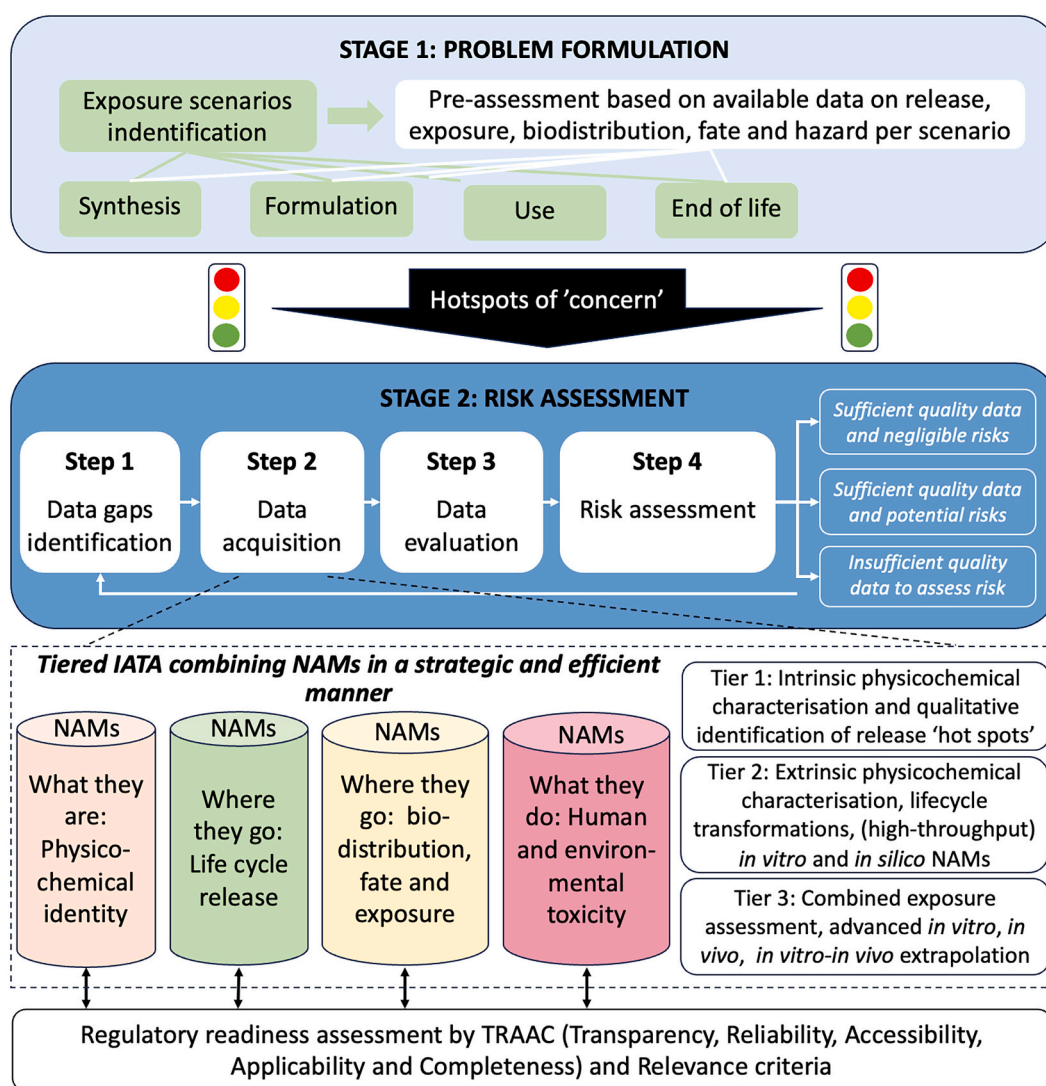 STAGE 1: PROBLEM FORMULATION
Exposure scenarios
indentification
Pre-assessment based on available data on release,
exposure, biodistribution, fate and hazard per scenario
Synthesis
Formulation
Use
End of life
Hotspots of ’concern’
STAGE 2: RISK ASSESSMENT
Step 1
Data gaps
identification
Step 2
Data
acquisition
Step 3
Data
evaluation
Step 4
Risk assessment
Sufficient quality data
and negligible risks
Sufficient quality data
and potential risks
Insufficient quality
data to assess risk
Tiered IATA combining NAMs in a strategic and efficient
manner
NAMs
What they
are:
Physico-
chemical
identity
NAMs
Where
they go:
Life cycle
release
NAMs
Where they
go: bio-
distribution,
fate and
exposure
NAMs
What they
do: Human
and environ-
mental
toxicity
Tier 1: Intrinsic physicochemical
characterisation and qualitative
identification of release ‘hot spots’
Tier 2: Extrinsic physicochemical
characterisation, lifecycle
transformations, (high-throughput)
in vitro and in silico NAMs
Tier 3: Combined exposure
assessment, advanced in vitro, in
vivo, in vitro-in vivo extrapolation
Regulatory readiness assessment by TRAAC (Transparency, Reliability, Accessibility,
Applicability and Completeness) and Relevance criteria